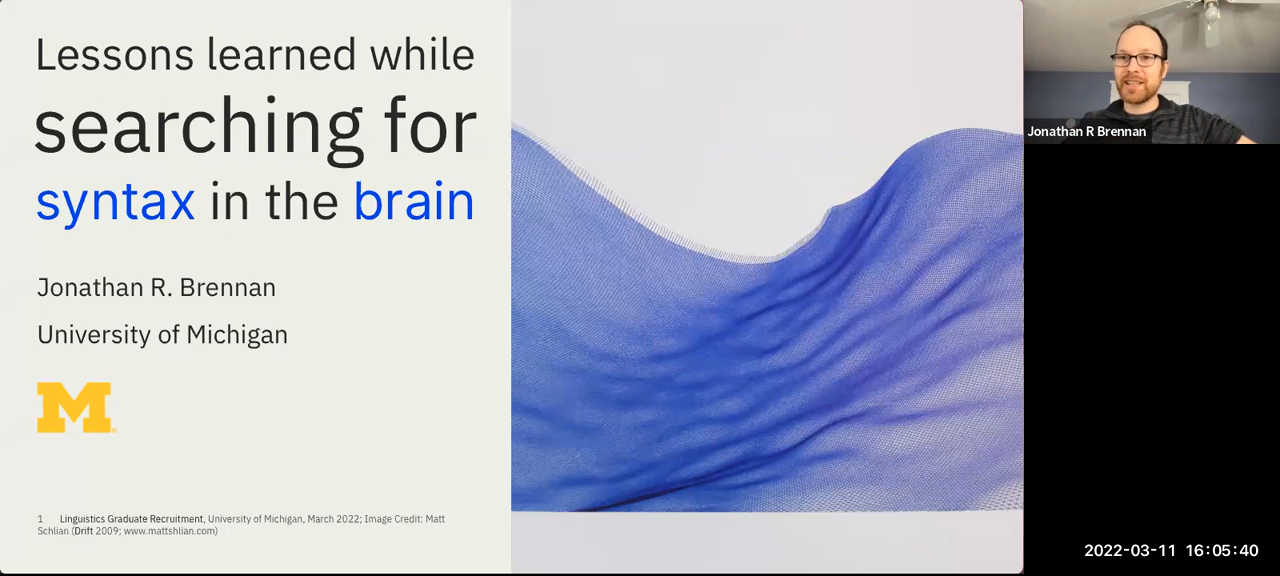 Lessons learned while
searching for
syntax in the brain
Jonathan R. Brennan
University of Michigan
M
1 Linguistics Graduate Recruitment, University of Michigan, March 2022; Image Credit: Matt
Schlian (Drift 2009; www.mattshlian.com)
Jonathan R Brennan
2022-03-11 16:05:40